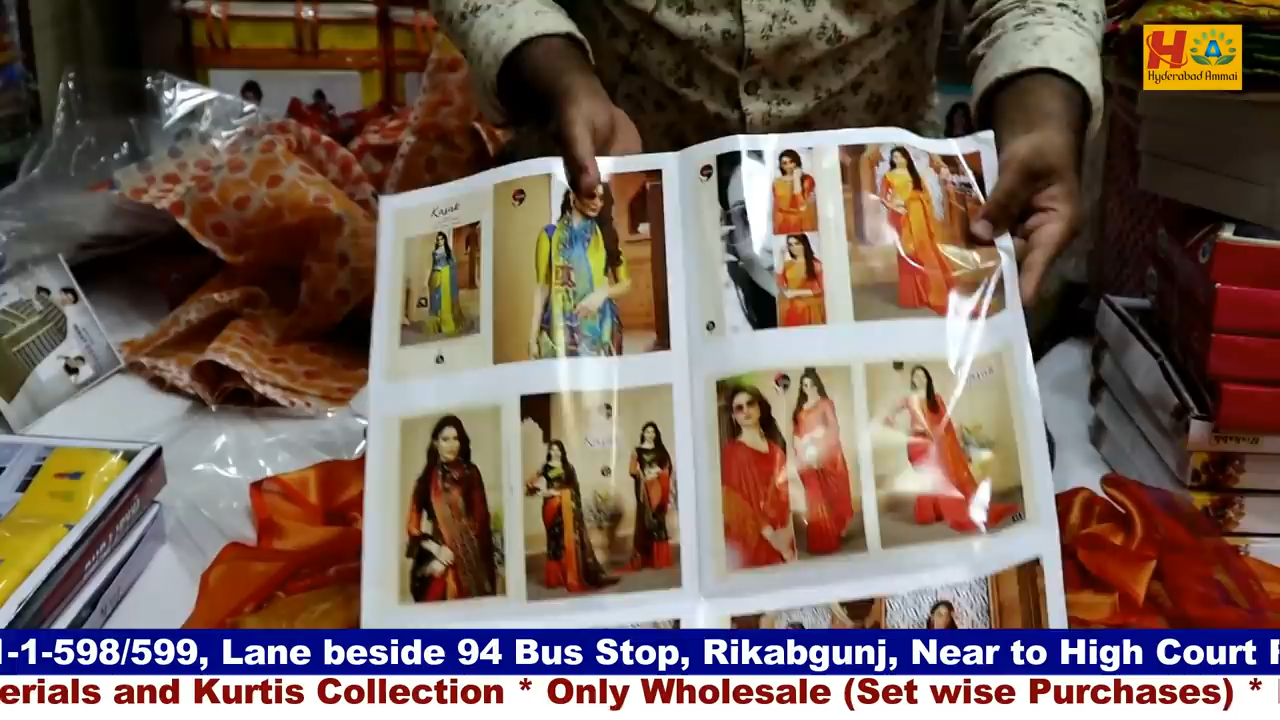 H
Hyderabad Ammai
Kajak
1-1-598/599, Lane beside 94 Bus Stop, Rikabgunj, Near to High Court
erials and Kurtis Collection * Only Wholesale (Set wise Purchases) *